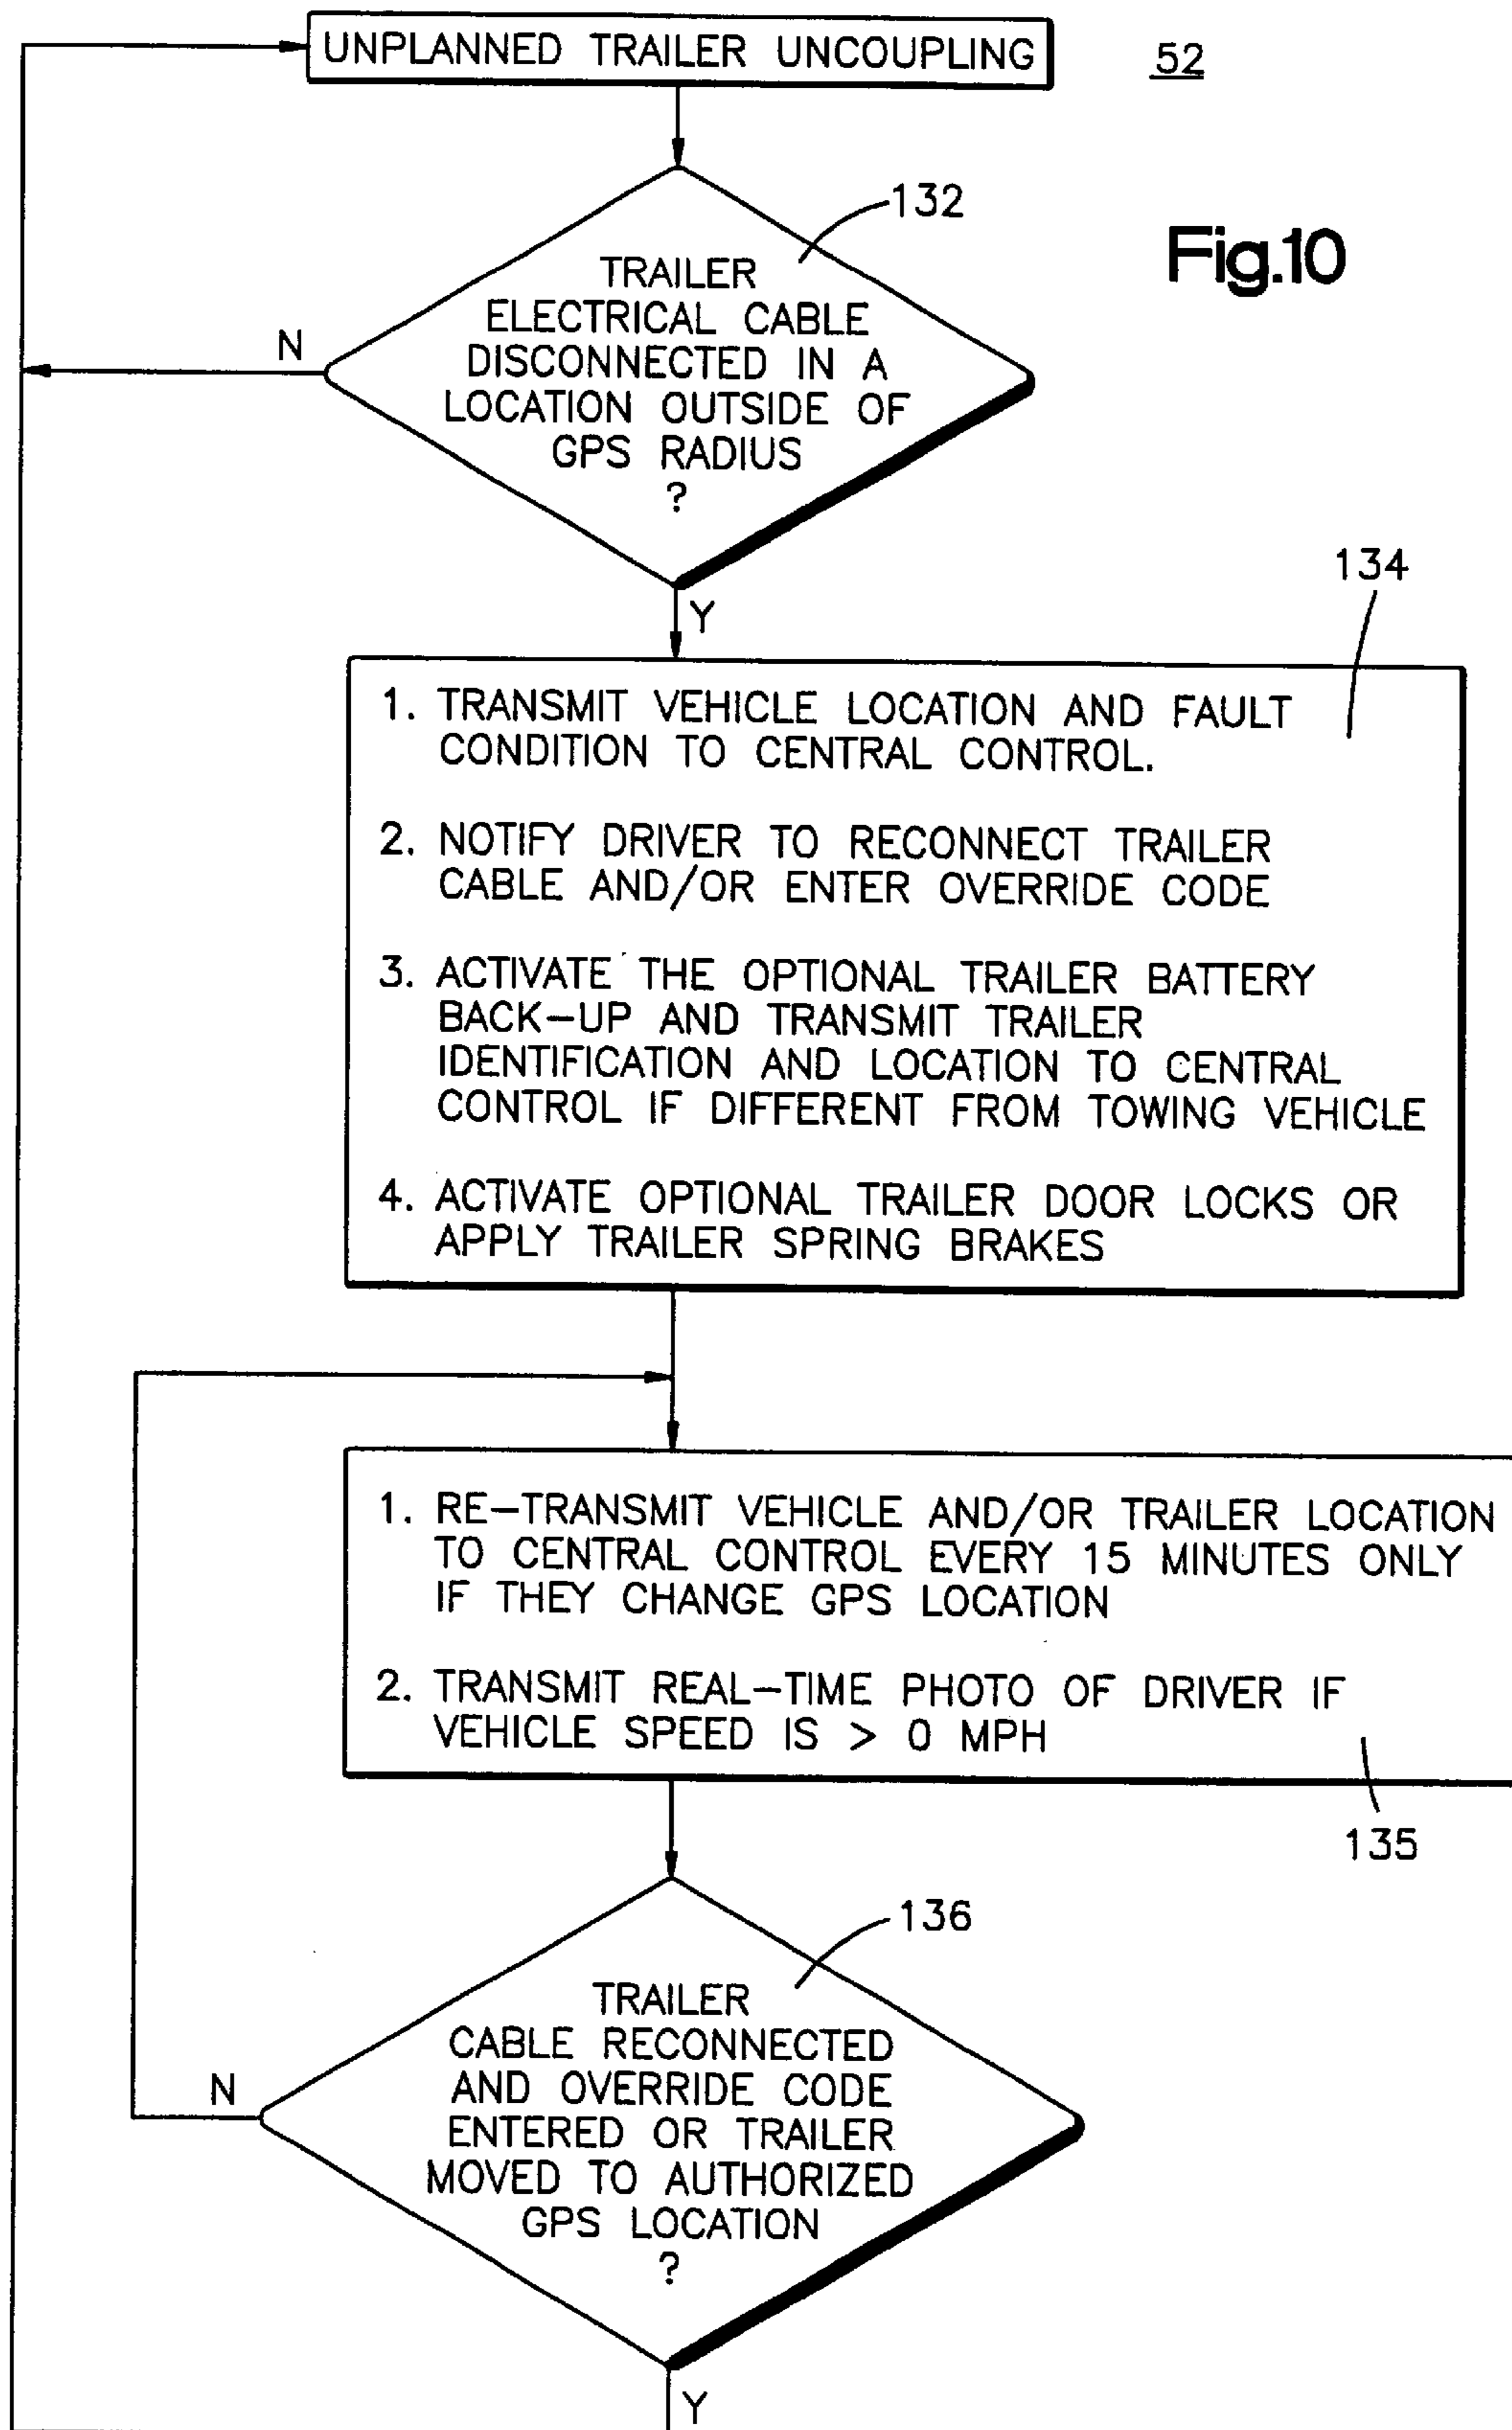 UNPLANNED TRAILER UNCOUPLING
52
132
Fig.10
TRAILER
ELECTRICAL CABLE
DISCONNECTED IN A
LOCATION OUTSIDE OF
GPS RADIUS
?
N
Y
134
1. TRANSMIT VEHICLE LOCATION AND FAULT
CONDITION TO CENTRAL CONTROL.
2. NOTIFY DRIVER TO RECONNECT TRAILER
CABLE AND/OR ENTER OVERRIDE CODE
3. ACTIVATE THE OPTIONAL TRAILER BATTERY
BACK-UP AND TRANSMIT TRAILER
IDENTIFICATION AND LOCATION TO CENTRAL
CONTROL IF DIFFERENT FROM TOWING VEHICLE
4. ACTIVATE OPTIONAL TRAILER DOOR LOCKS OR
APPLY TRAILER SPRING BRAKES
1. RE-TRANSMIT VEHICLE AND/OR TRAILER LOCATION
TO CENTRAL CONTROL EVERY 15 MINUTES ONLY
IF THEY CHANGE GPS LOCATION
2. TRANSMIT REAL-TIME PHOTO OF DRIVER IF
VEHICLE SPEED IS > 0 MPH
135
136
TRAILER
CABLE RECONNECTED
AND OVERRIDE CODE
ENTERED OR TRAILER
MOVED TO AUTHORIZED
GPS LOCATION
?
N
Y